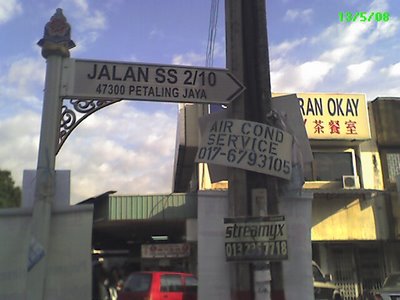 13/5/08
JALAN SS 2/10
47300 PETALING JAYA
RAN OKAY
茶餐室
AIR COND
SERVICE
017-6793105
streamyx